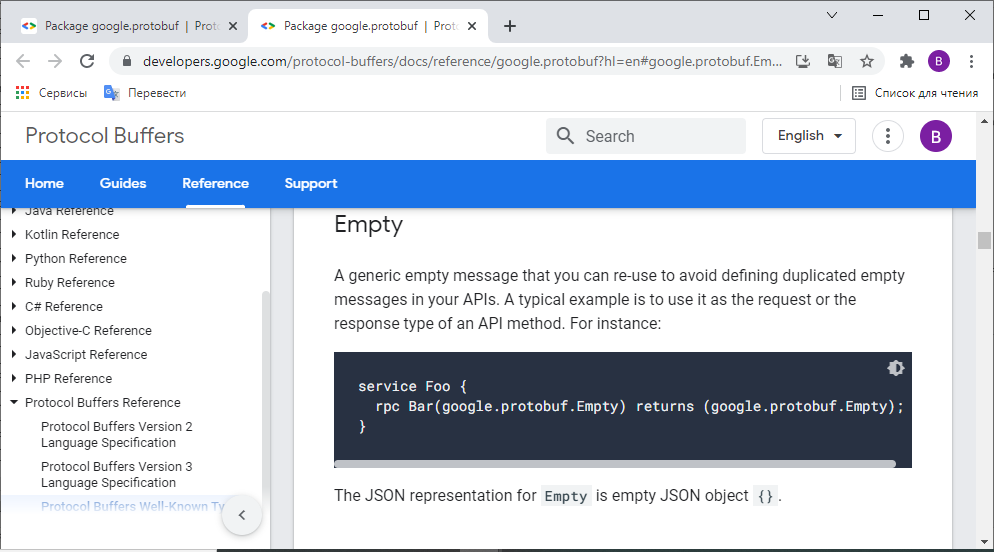 Package google.protobuf | Prot
Package google.protobuf | Prot
developers.google.com/protocol-buffers/docs/reference/google.protobuf?hl=en#google.protobuf.Em...
B
Сервисы
Перевести
Список для чтения
Protocol Buffers
Search
English
B
Home
Guides
Reference
Support
Java Reference
Kotlin Reference
Python Reference
Ruby Reference
C# Reference
Objective-C Reference
JavaScript Reference
PHP Reference
Protocol Buffers Reference
Protocol Buffers Version 2
Language Specification
Protocol Buffers Version 3
Language Specification
Protocol Buffers Well-Known Ty
Empty
A generic empty message that you can re-use to avoid defining duplicated empty
messages in your APIs. A typical example is to use it as the request or the
response type of an API method. For instance:
service Foo {
  rpc Bar(google.protobuf.Empty) returns (google.protobuf.Empty);
}
The JSON representation for Empty is empty JSON object {}.